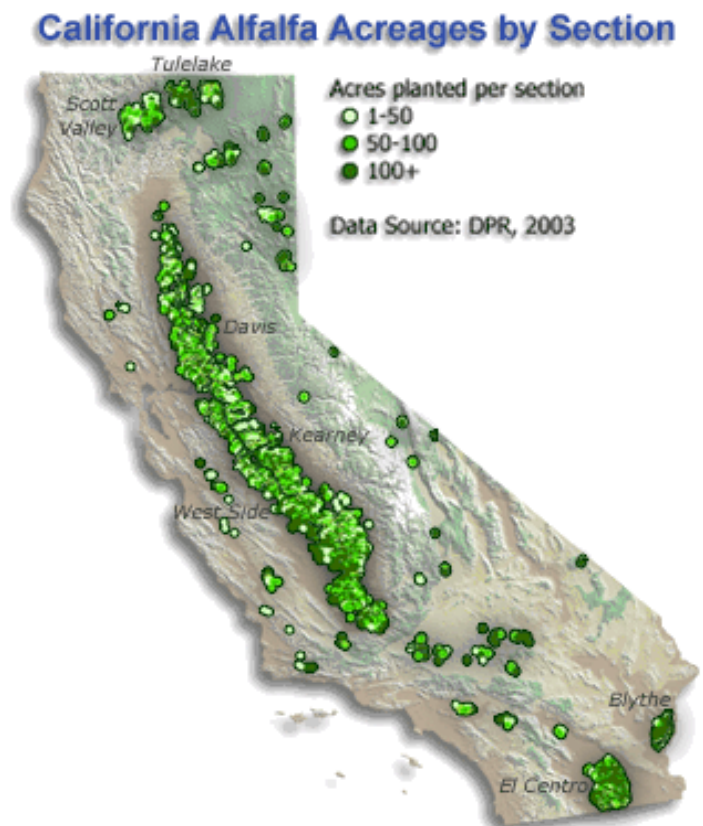 California Alfalfa Acreages by Section
Tulelake
Scott
Valley
Acres planted per section
1-50
50-100
100+
Data Source: DPR, 2003
Davis
Kearney
West Side
Blythe
El Centro